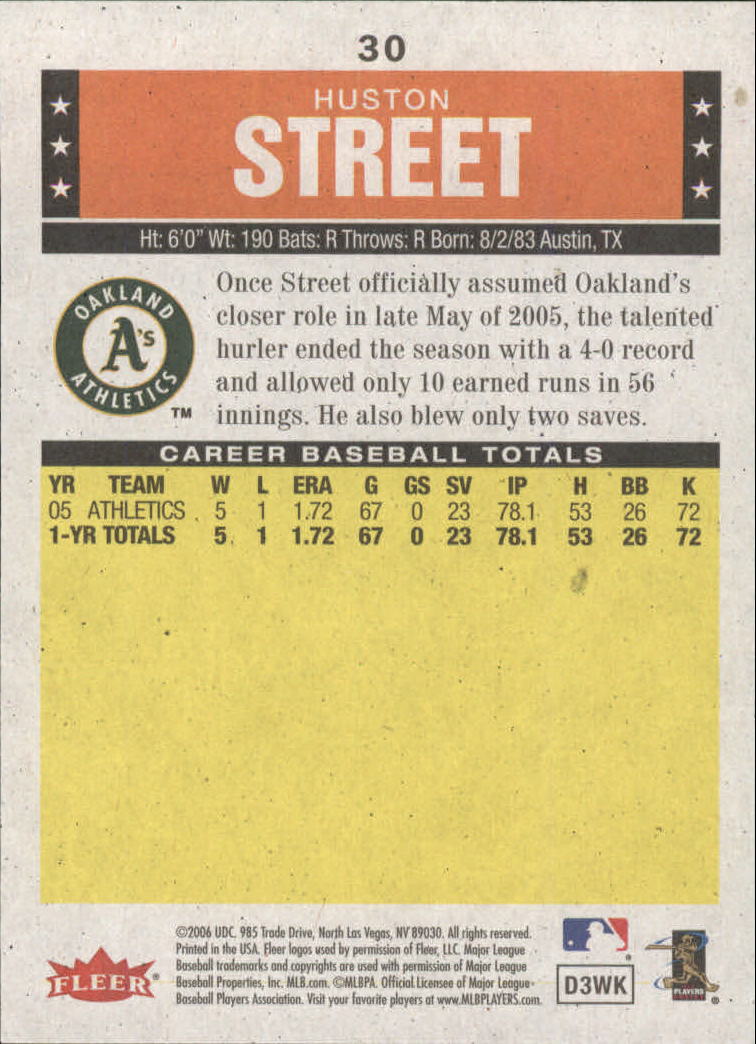 30
HUSTON
STREET
Ht: 6'0" Wt: 190 Bats: R Throws: R Born: 8/2/83 Austin, TX
OAKLAND
A's
ATHLETICS
TM
Once Street officially assumed Oakland's
closer role in late May of 2005, the talented
hurler ended the season with a 4-0 record
and allowed only 10 earned runs in 56
innings. He also blew only two saves.
CAREER BASEBALL TOTALS
YR TEAM W L ERA G GS SV IP H BB K
05 ATHLETICS 5 1 1.72 67 0 23 78.1 53 26 72
1-YR TOTALS 5 1 1.72 67 0 23 78.1 53 26 72
©2006 UDC. 985 Trade Drive, North Las Vegas, NV 89030. All rights reserved.
Printed in the USA. Fleer logos used by permission of Fleer, LLC. Major League
Baseball trademarks and copyrights are used with permission of Major League
Baseball Properties, Inc. MLB.com. ©MLBPA. Official Licensee of Major League
Baseball Players Association. Visit your favorite players at www.MLBPLAYERS.com.
FLEER®
®
D3WK
PLAYERS
®